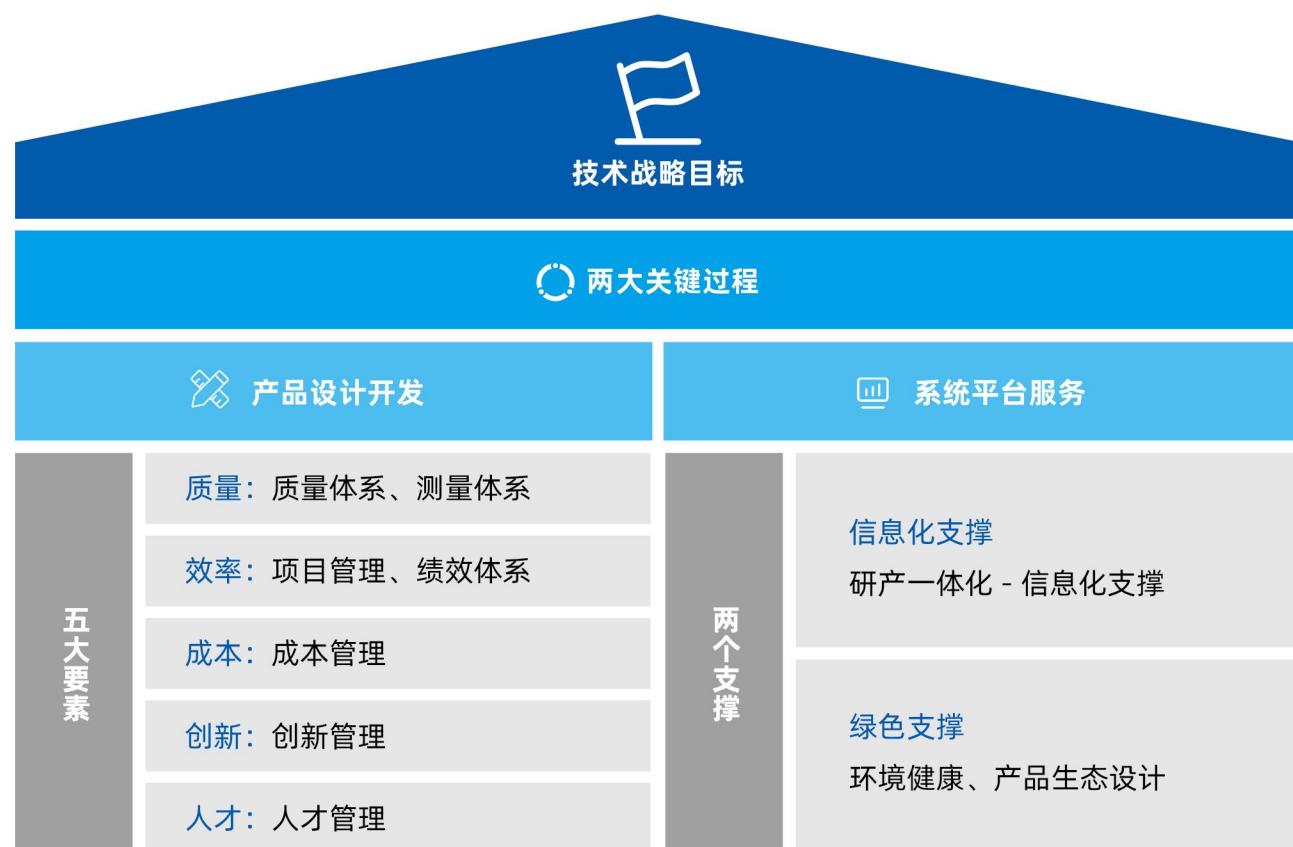 技术战略目标
两大关键过程
产品设计开发
系统平台服务
五大要素
质量：质量体系、测量体系
效率：项目管理、绩效体系
成本：成本管理
创新：创新管理
人才：人才管理
两个支撑
信息化支撑
研产一体化 - 信息化支撑
绿色支撑
环境健康、产品生态设计